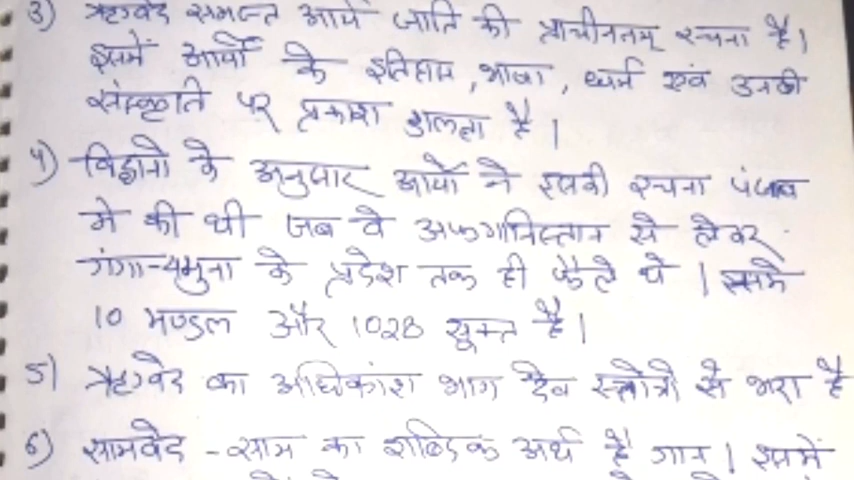 3) ऋग्वेद समस्त आर्य जाति की प्राचीनतम् रचना है।
इसमें आर्यो के इतिहास, भाषा, धर्म एवं उनकी
संस्कृति पर प्रकाश डालता है।
4) विद्वानो के अनुसार आर्यो ने इसकी रचना पंजाब
मे की थी जब वे अफगानिस्तान से लेकर
गंगा-यमुना के प्रदेश तक ही फैले थे। इसमे
10 मण्डल और 1028 सूक्त है।
5) ऋग्वेद का अधिकांश भाग देव स्त्रोत्रो से भरा है
6) सामवेद - साम का शाब्दिक अर्थ है गान। इसमें